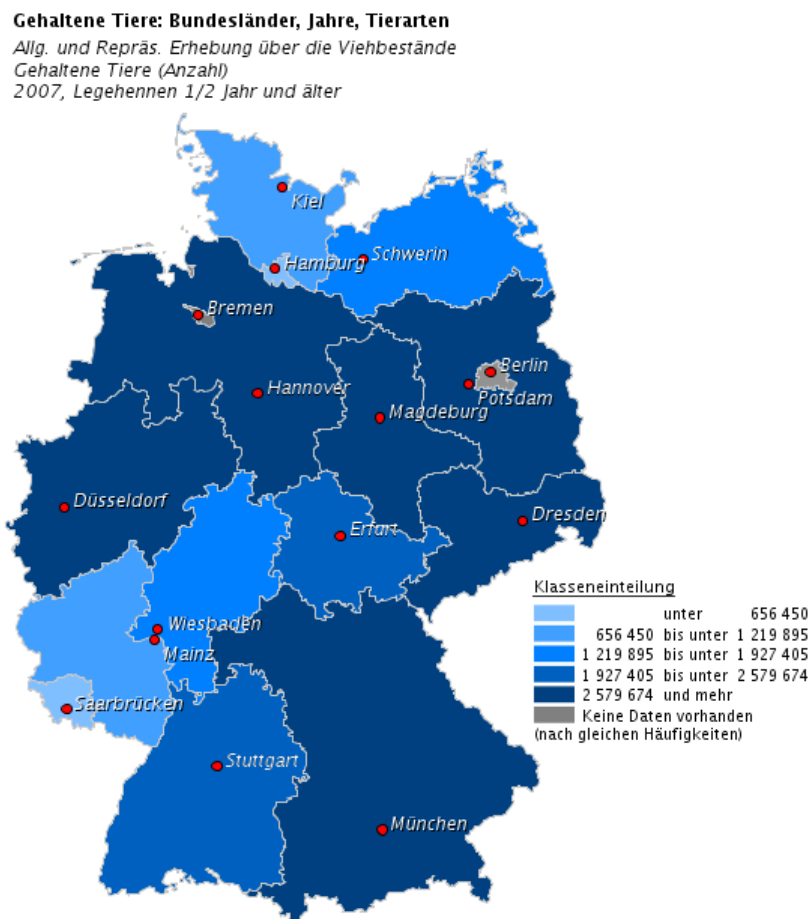 Gehaltene Tiere: Bundesländer, Jahre, Tierarten
Allg. und Repräs. Erhebung über die Viehbestände
Gehaltene Tiere (Anzahl)
2007, Legehennen 1/2 Jahr und älter
Kiel
Schwerin
Hamburg
Bremen
Berlin
Hannover
Potsdam
Magdeburg
Düsseldorf
Dresden
Erfurt
Wiesbaden
Mainz
Saarbrücken
Stuttgart
München
Klasseneinteilung
unter 656 450
656 450 bis unter 1 219 895
1 219 895 bis unter 1 927 405
1 927 405 bis unter 2 579 674
2 579 674 und mehr
Keine Daten vorhanden
(nach gleichen Häufigkeiten)